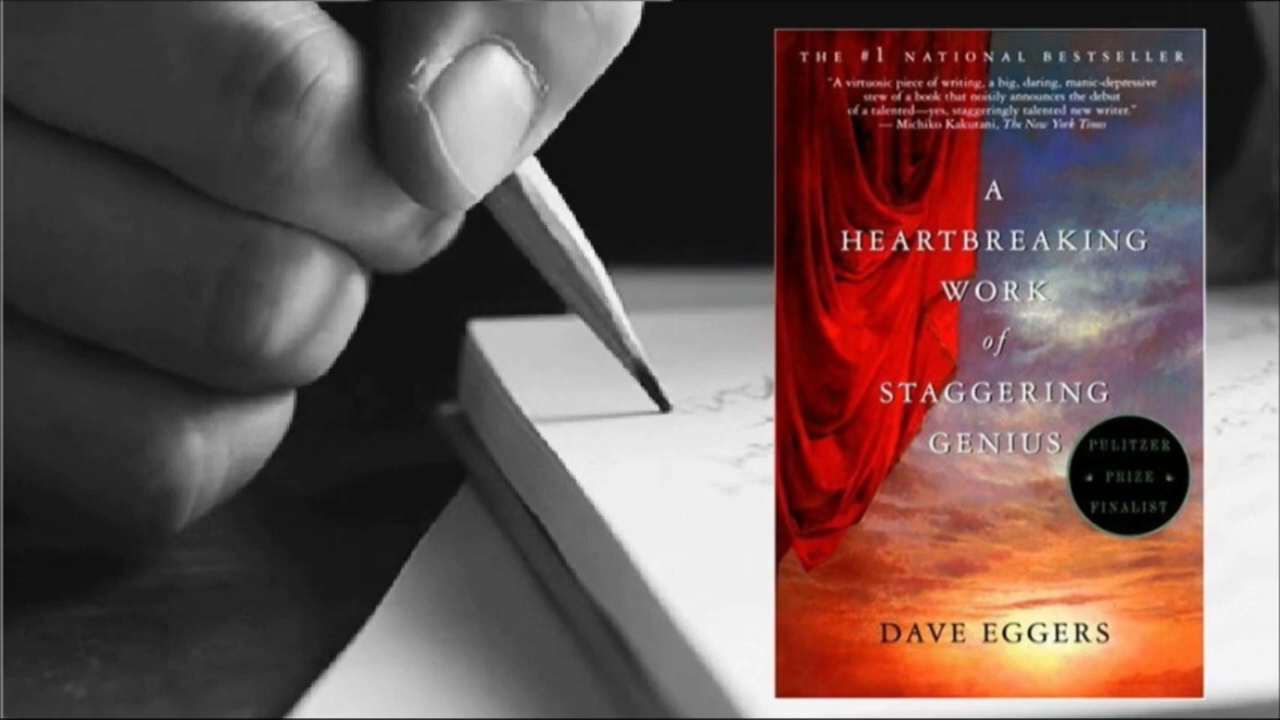 THE #1 NATIONAL BESTSELLER
"A virtuosic piece of writing, a big, daring, manic-depressive
stew of a book that noisily announces the debut
of a talented—yes, staggeringly talented new writer."
— Michiko Kakutani, The New York Times
A
HEARTBREAKING
WORK
of
STAGGERING
GENIUS
PULITZER
PRIZE
FINALIST
DAVE EGGERS